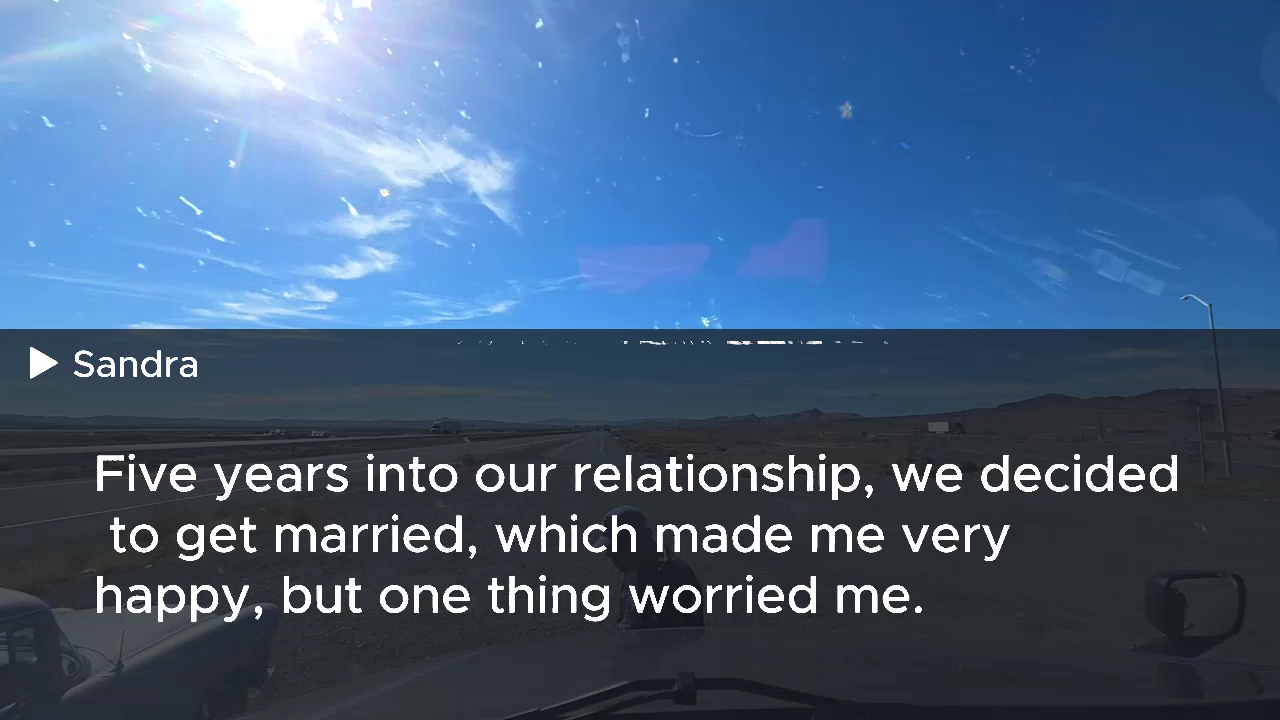 Sandra
Five years into our relationship, we decided
to get married, which made me very
happy, but one thing worried me.